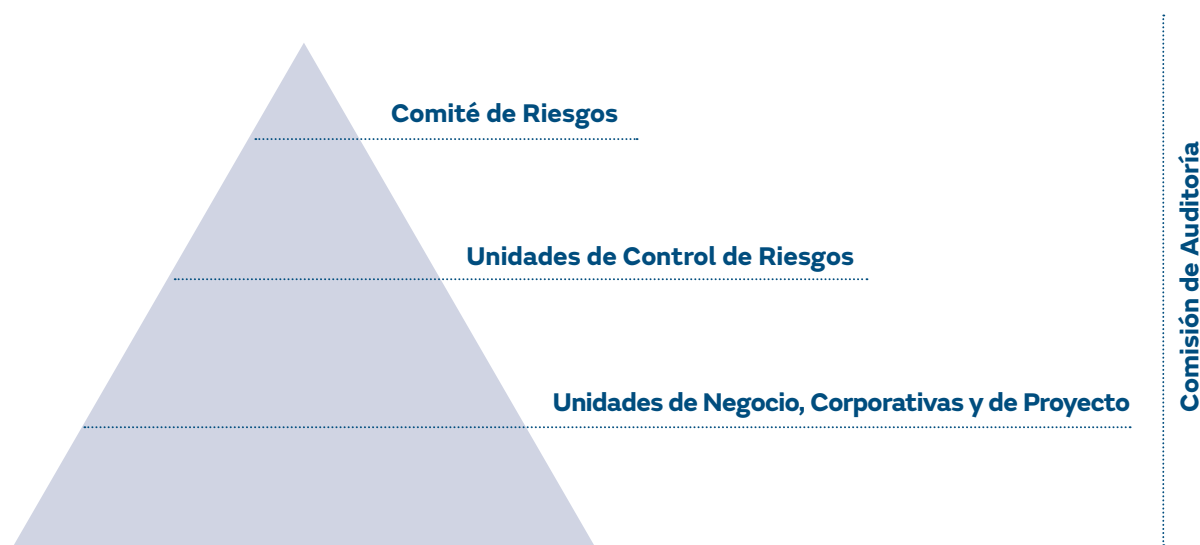 Comité de Riesgos
Unidades de Control de Riesgos
Unidades de Negocio, Corporativas y de Proyecto
Comisión de Auditoría